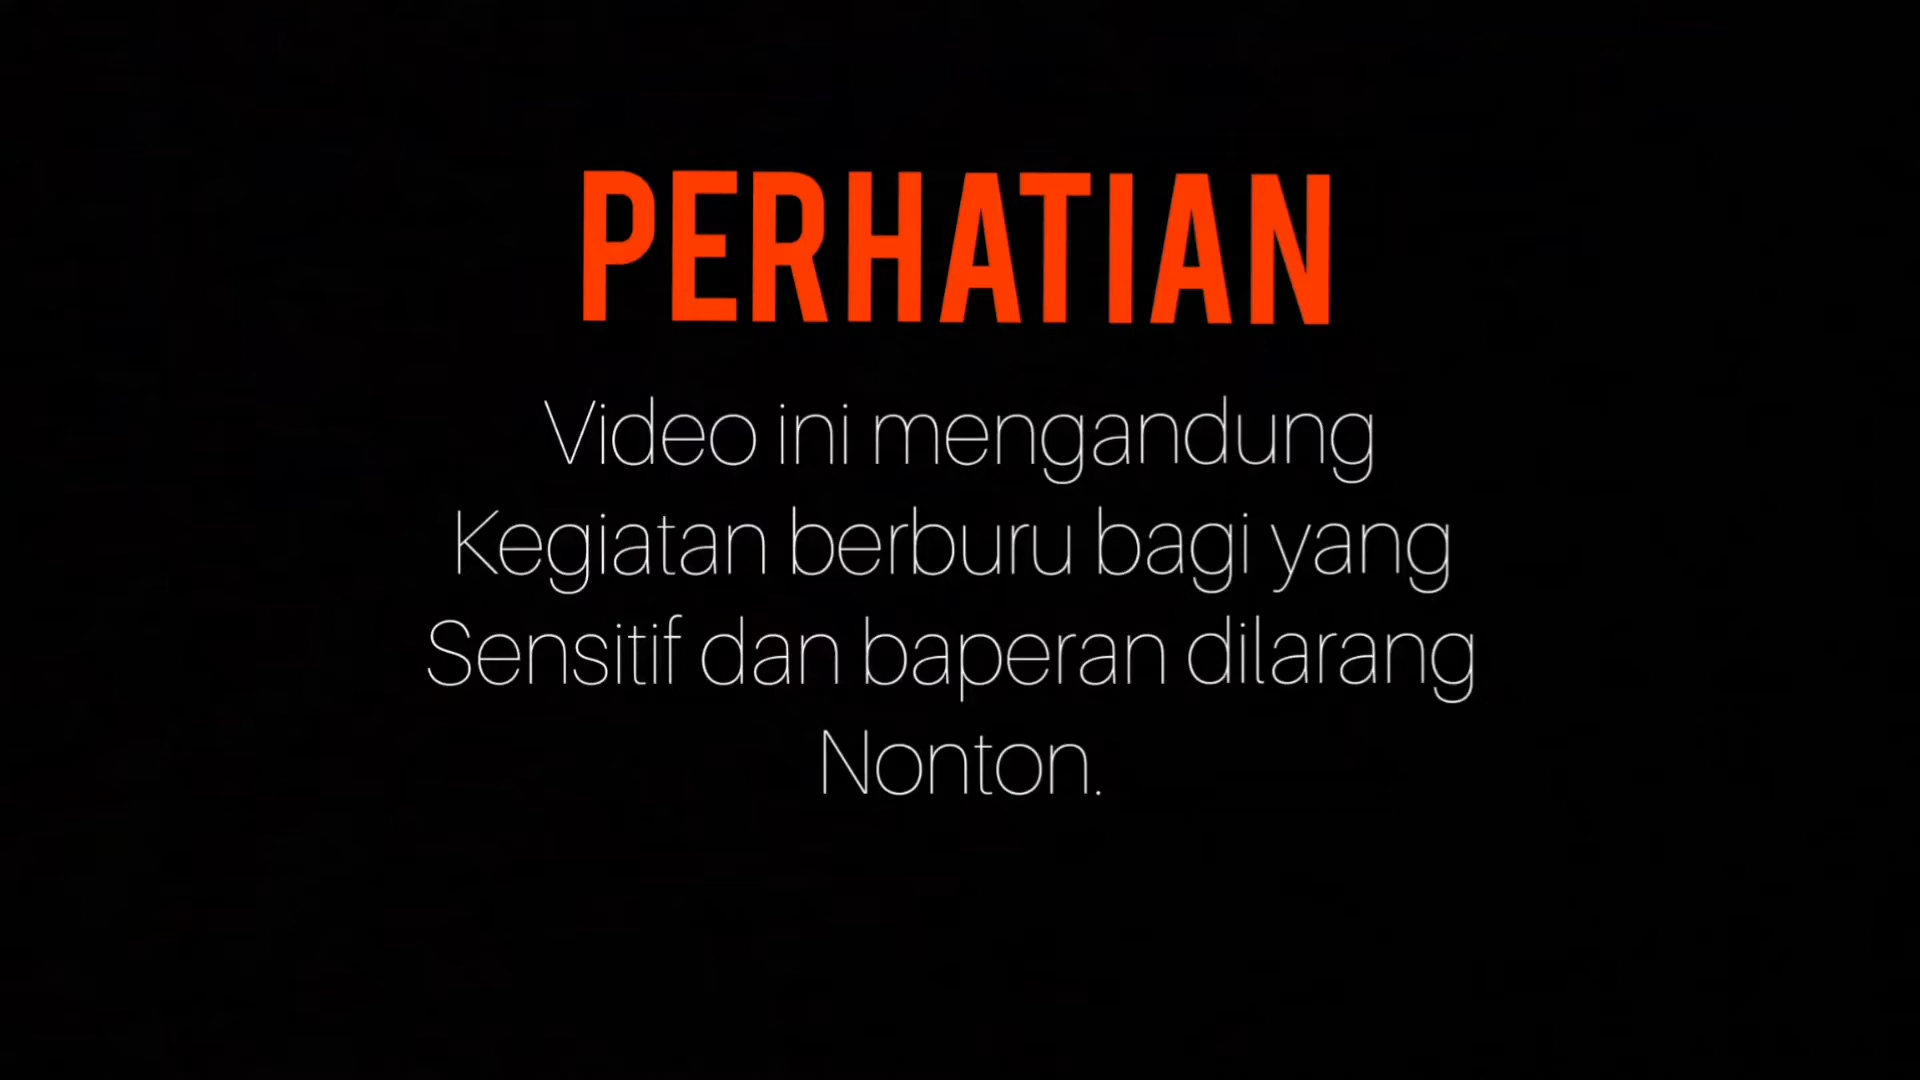 PERHATIAN
Video ini mengandung
Kegiatan berburu bagi yang
Sensitif dan baperan dilarang
Nonton.